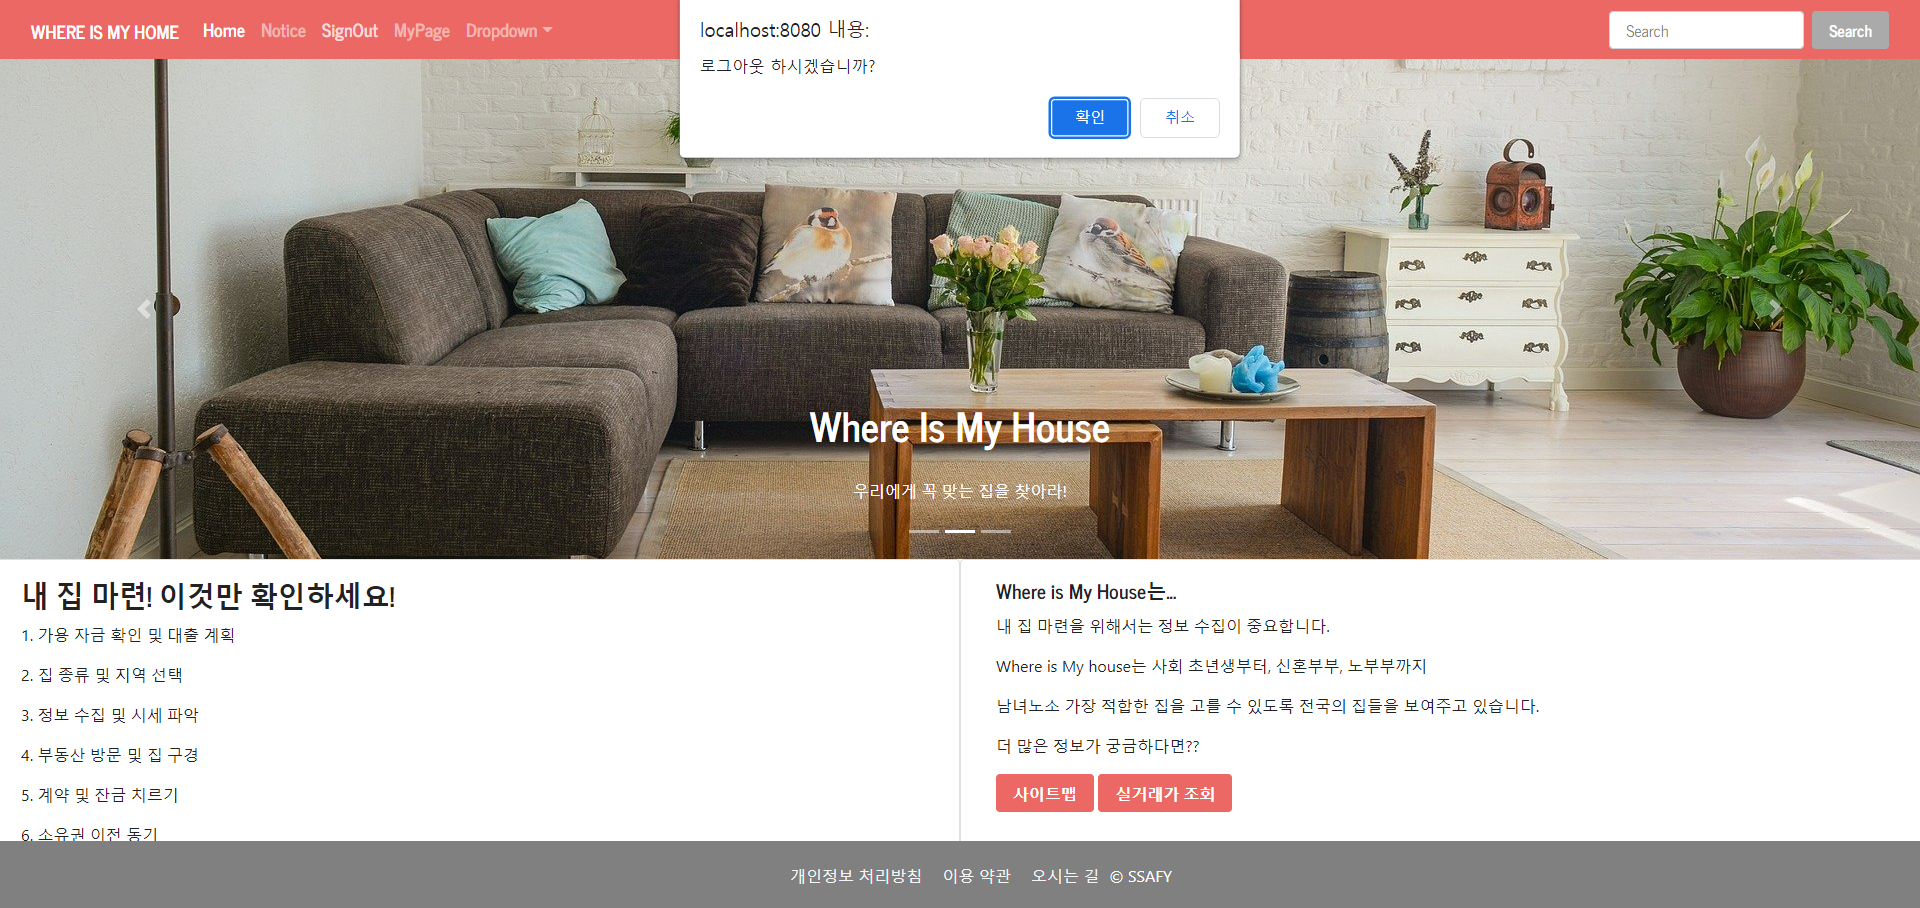 WHERE IS MY HOME Home Notice SignOut MyPage Dropdown Search Search
localhost:8080 내용:
로그아웃 하시겠습니까?
확인 취소
Where Is My House
우리에게 꼭 맞는 집을 찾아라!
내 집 마련! 이것만 확인하세요!
1. 가용 자금 확인 및 대출 계획
2. 집 종류 및 지역 선택
3. 정보 수집 및 시세 파악
4. 부동산 방문 및 집 구경
5. 계약 및 잔금 치르기
6. 소유권 이전 등기
Where is My House는...
내 집 마련을 위해서는 정보 수집이 중요합니다.
Where is My house는 사회 초년생부터, 신혼부부, 노부부까지
남녀노소 가장 적합한 집을 고를 수 있도록 전국의 집들을 보여주고 있습니다.
더 많은 정보가 궁금하다면??
사이트맵 실거래가 조회
개인정보 처리방침 이용 약관 오시는 길 © SSAFY